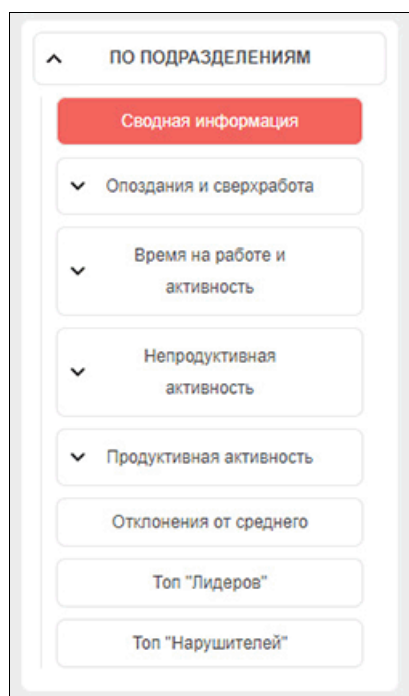 ПО ПОДРАЗДЕЛЕНИЯМ
Сводная информация
Опоздания и сверхработа
Время на работе и
активность
Непродуктивная
активность
Продуктивная активность
Отклонения от среднего
Топ "Лидеров"
Топ "Нарушителей"